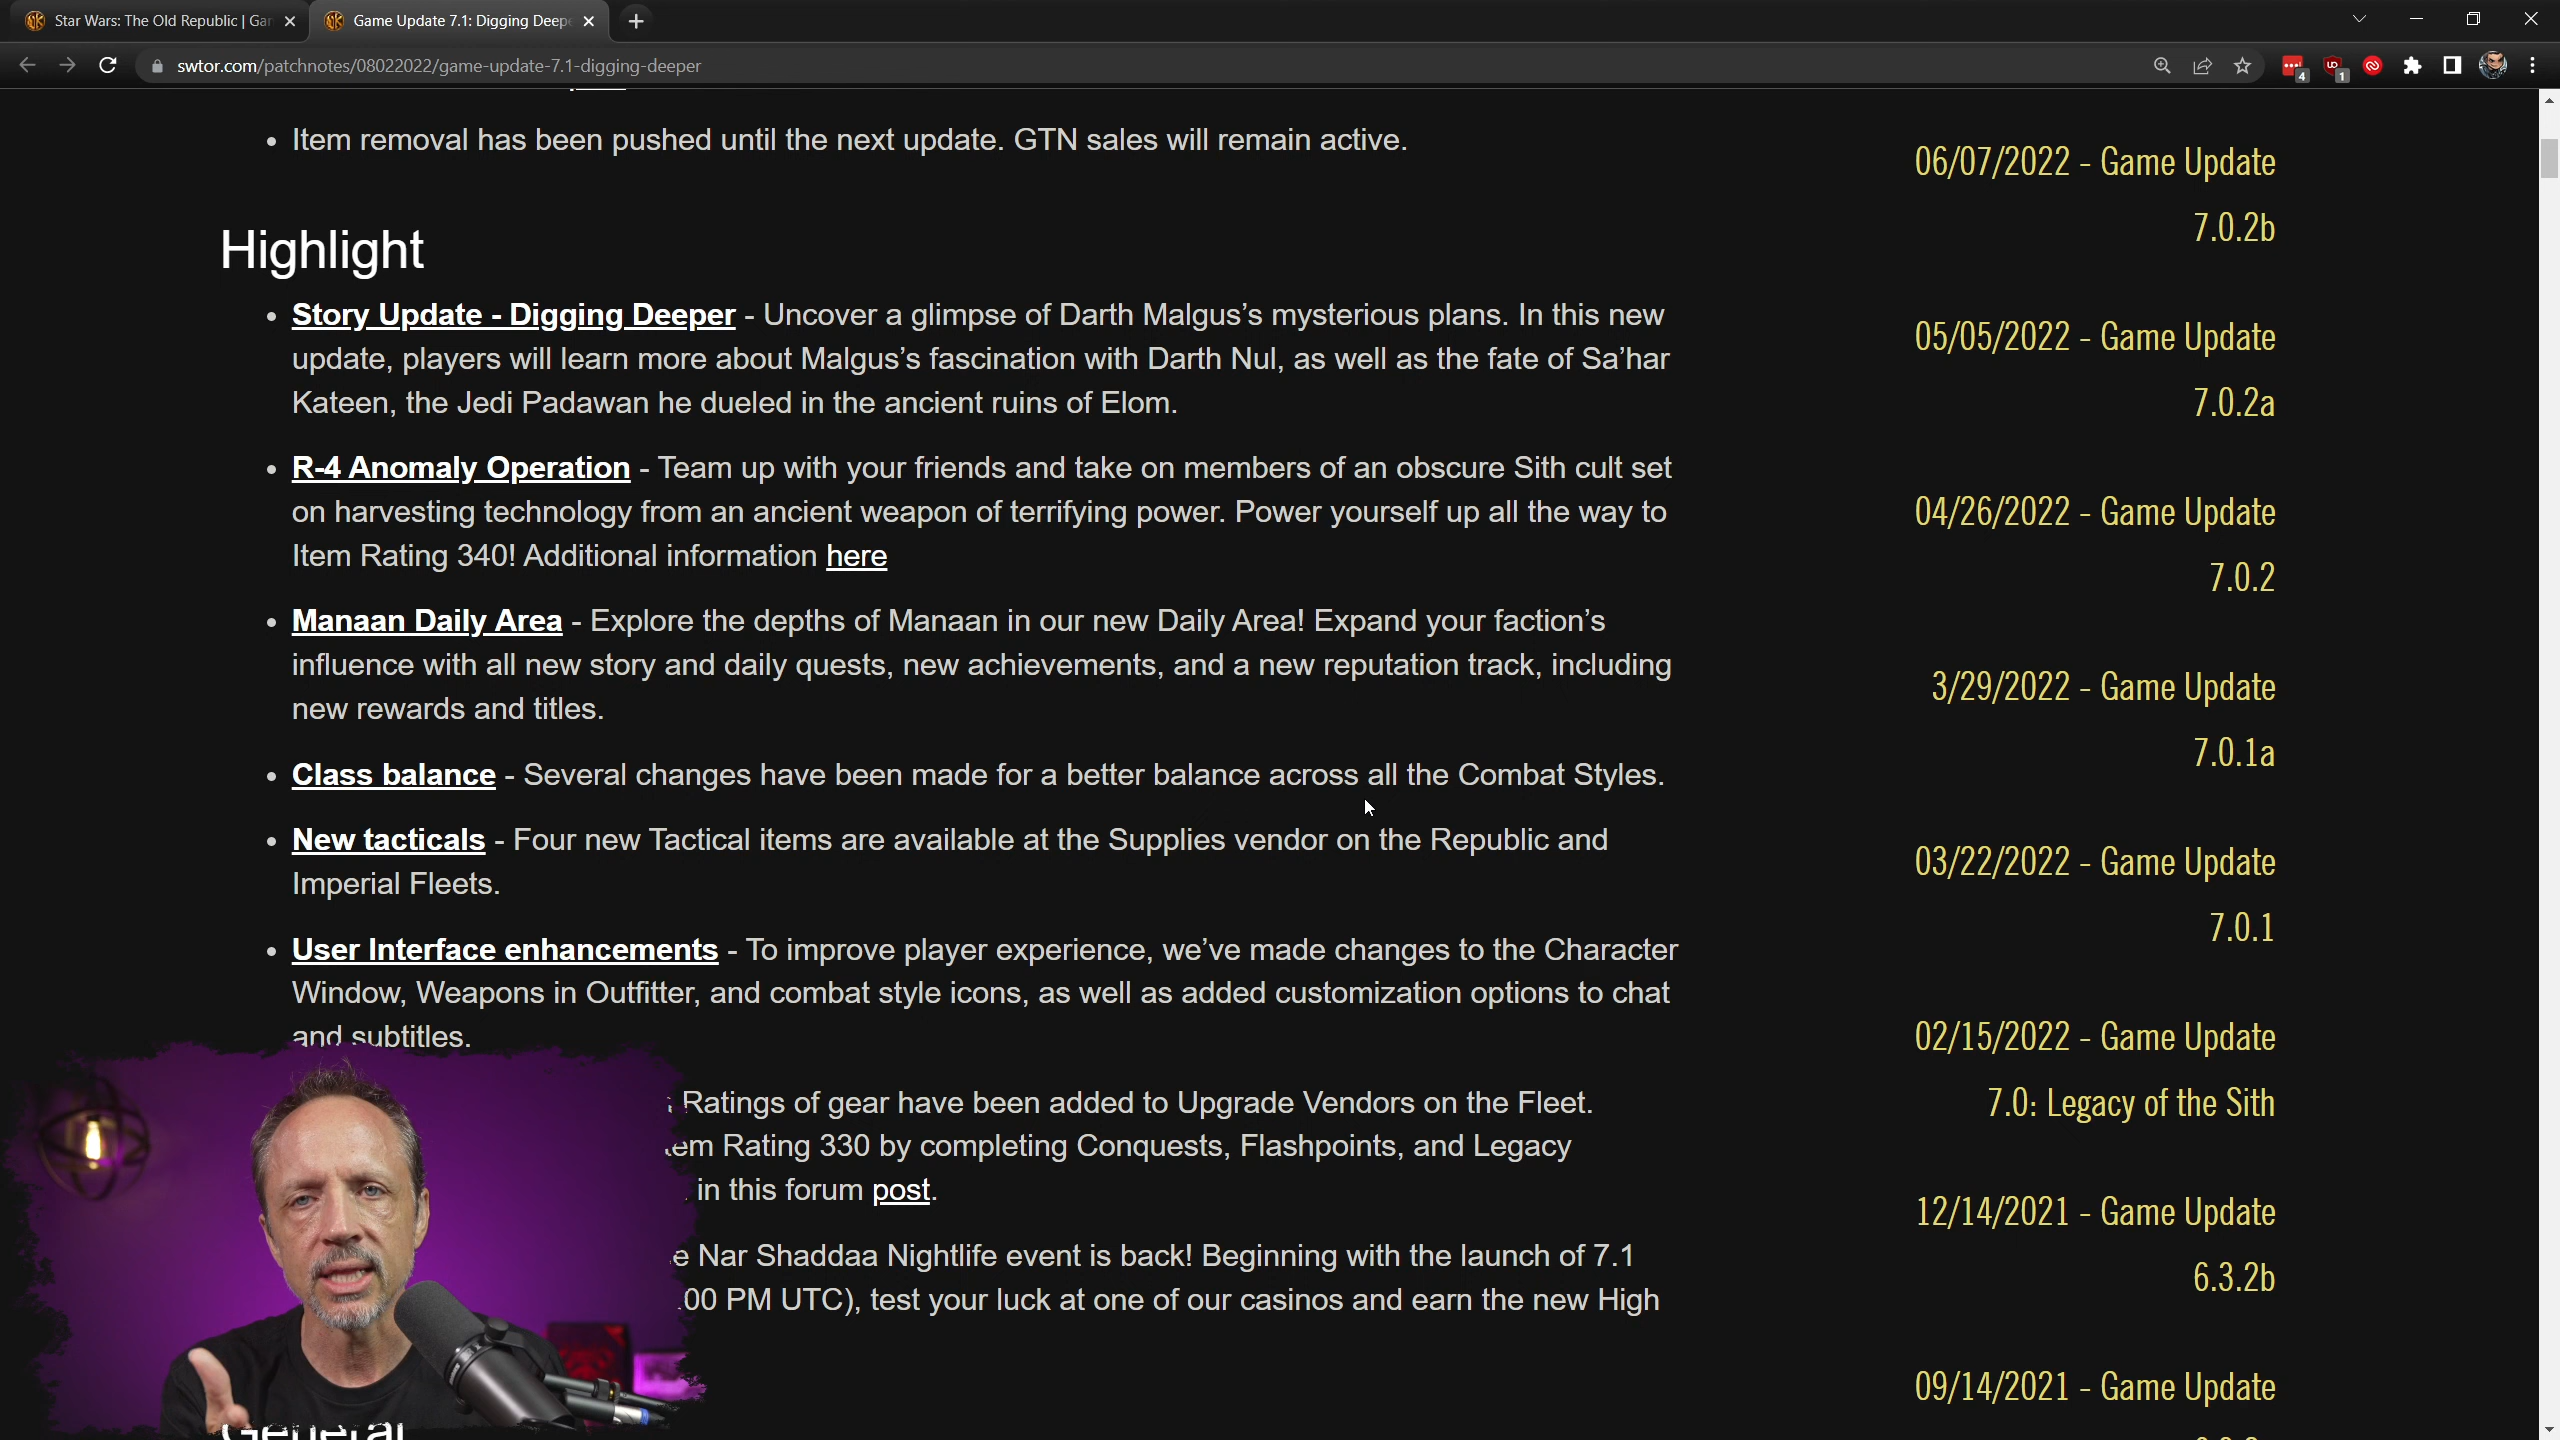 Star Wars: The Old Republic | Ga
Game Update 7.1: Digging Deep
swtor.com/patchnotes/08022022/game-update-7.1-digging-deeper
4
1
• Item removal has been pushed until the next update. GTN sales will remain active.
Highlight
• Story Update - Digging Deeper - Uncover a glimpse of Darth Malgus’s mysterious plans. In this new
update, players will learn more about Malgus’s fascination with Darth Nul, as well as the fate of Sa’har
Kateen, the Jedi Padawan he dueled in the ancient ruins of Elom.
• R-4 Anomaly Operation - Team up with your friends and take on members of an obscure Sith cult set
on harvesting technology from an ancient weapon of terrifying power. Power yourself up all the way to
Item Rating 340! Additional information here
• Manaan Daily Area - Explore the depths of Manaan in our new Daily Area! Expand your faction’s
influence with all new story and daily quests, new achievements, and a new reputation track, including
new rewards and titles.
• Class balance - Several changes have been made for a better balance across all the Combat Styles.
• New tacticals - Four new Tactical items are available at the Supplies vendor on the Republic and
Imperial Fleets.
• User Interface enhancements - To improve player experience, we’ve made changes to the Character
Window, Weapons in Outfitter, and combat style icons, as well as added customization options to chat
and subtitles.
Ratings of gear have been added to Upgrade Vendors on the Fleet.
em Rating 330 by completing Conquests, Flashpoints, and Legacy
in this forum post.
e Nar Shaddaa Nightlife event is back! Beginning with the launch of 7.1
:00 PM UTC), test your luck at one of our casinos and earn the new High
General
06/07/2022 - Game Update
7.0.2b
05/05/2022 - Game Update
7.0.2a
04/26/2022 - Game Update
7.0.2
3/29/2022 - Game Update
7.0.1a
03/22/2022 - Game Update
7.0.1
02/15/2022 - Game Update
7.0: Legacy of the Sith
12/14/2021 - Game Update
6.3.2b
09/14/2021 - Game Update